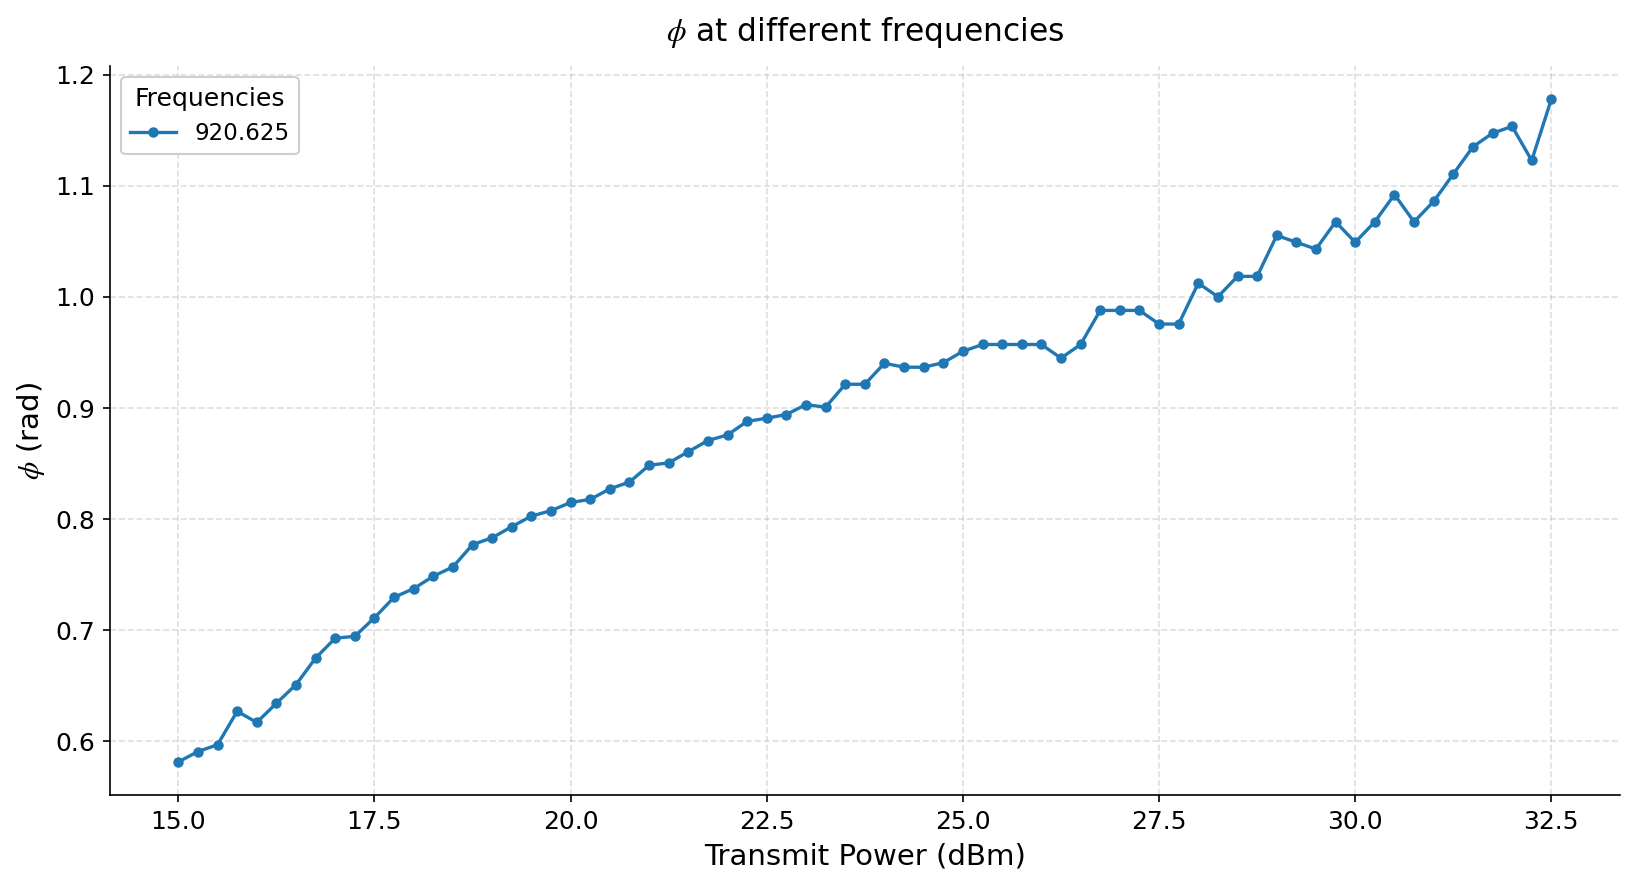 ϕ at different frequencies
Frequencies
920.625
1.2
1.1
1.0
0.9
0.8
0.7
0.6
ϕ (rad)
15.0 17.5 20.0 22.5 25.0 27.5 30.0 32.5
Transmit Power (dBm)